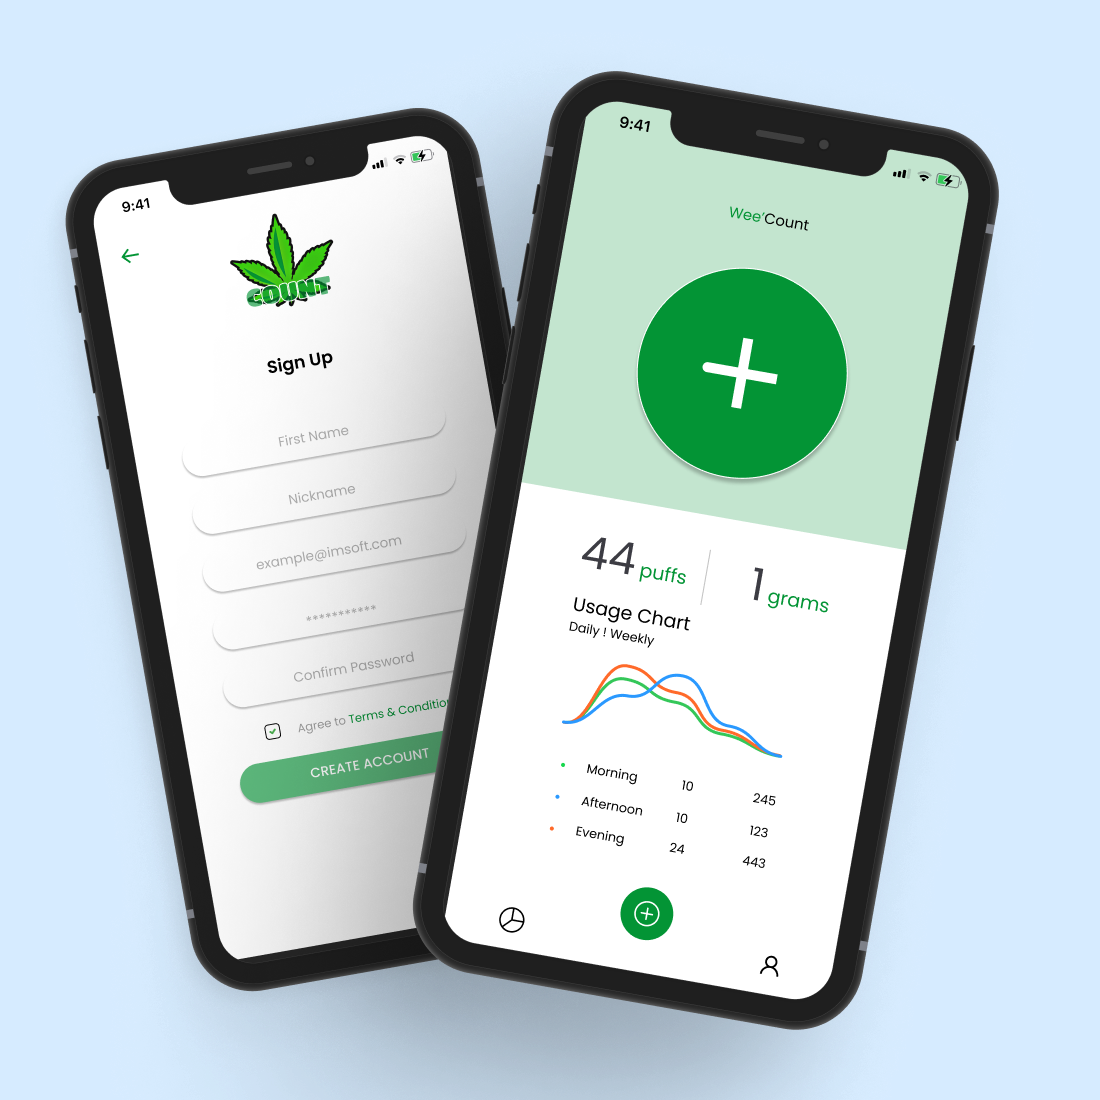 9:41
COUNT
Sign Up
First Name
Nickname
example@imsoft.com
***********
Confirm Password
Agree to Terms & Conditio
CREATE ACCOUNT
9:41
Wee'Count
44 puffs
1 grams
Usage Chart
Daily ! Weekly
Morning 10 245
Afternoon 10 123
Evening 24 443